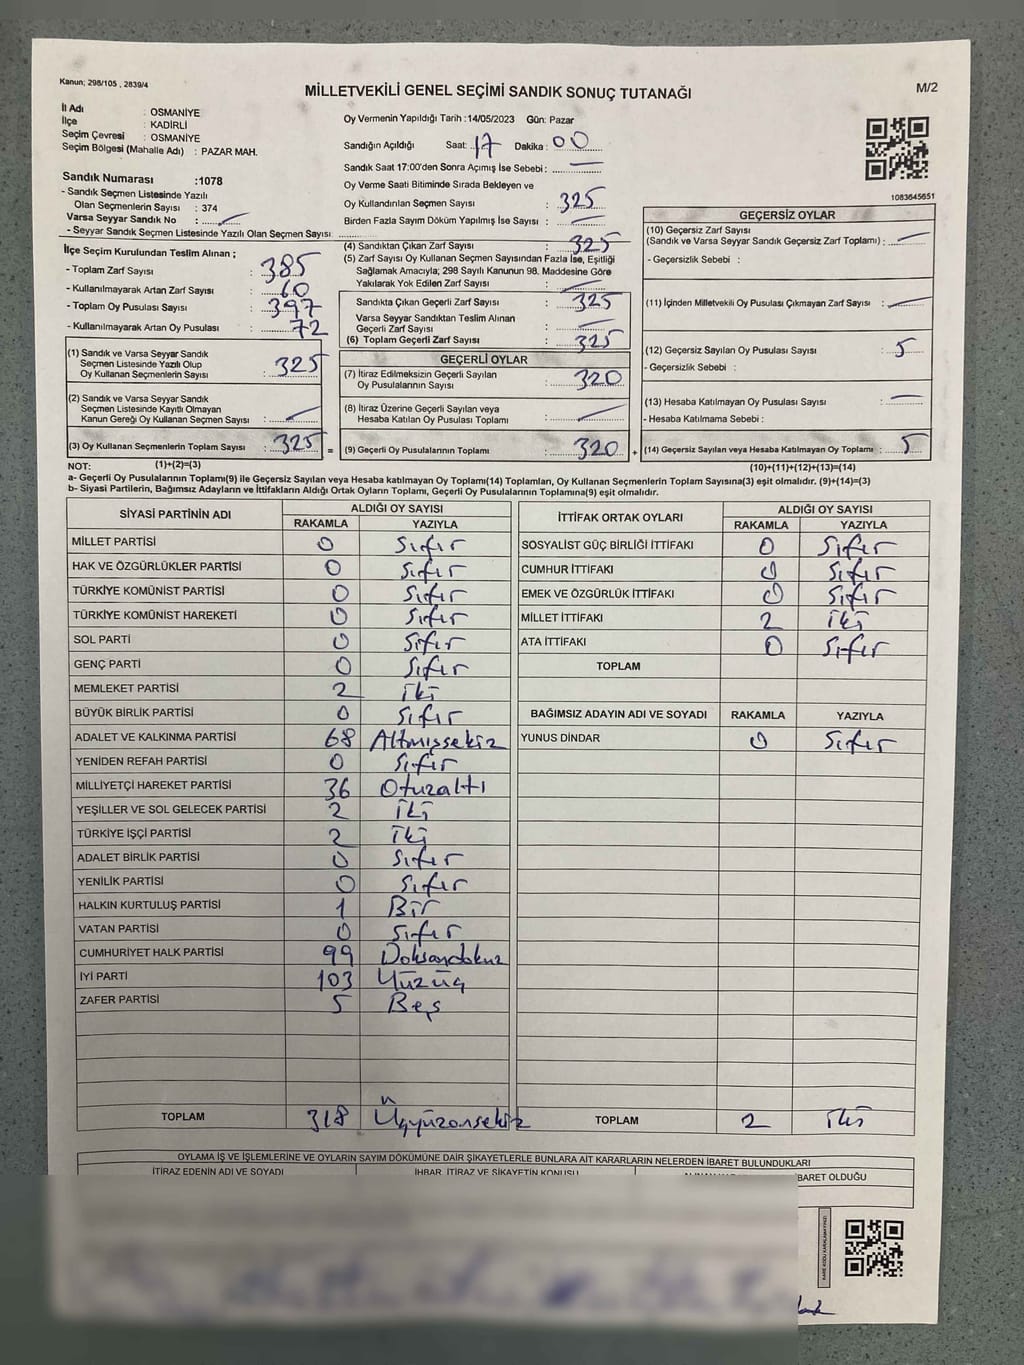 Kanun; 298/105 , 2839/4
MİLLETVEKİLİ GENEL SEÇİMİ SANDIK SONUÇ TUTANAĞI
M/2
İl Adı : OSMANİYE
İlçe : KADİRLİ
Seçim Çevresi : OSMANİYE
Seçim Bölgesi (Mahalle Adı) : PAZAR MAH.
Sandık Numarası :1078
- Sandık Seçmen Listesinde Yazılı
Olan Seçmenlerin Sayısı : 374
Varsa Seyyar Sandık No :
- Seyyar Sandık Seçmen Listesinde Yazılı Olan Seçmen Sayısı:
Oy Vermenin Yapıldığı Tarih :14/05/2023 Gün: Pazar
Sandığın Açıldığı Saat: 17 Dakika: 00
Sandık Saat 17:00'den Sonra Açımış İse Sebebi :
Oy Verme Saati Bitiminde Sırada Bekleyen ve
Oy Kullandırılan Seçmen Sayısı : 325
Birden Fazla Sayım Döküm Yapılmış İse Sayısı :
1083645651
İlçe Seçim Kurulundan Teslim Alınan ;
- Toplam Zarf Sayısı : 385
- Kullanılmayarak Artan Zarf Sayısı : 60
- Toplam Oy Pusulası Sayısı : 397
- Kullanılmayarak Artan Oy Pusulası : 72
(1) Sandık ve Varsa Seyyar Sandık
Seçmen Listesinde Yazılı Olup
Oy Kullanan Seçmenlerin Sayısı : 325
(2) Sandık ve Varsa Seyyar Sandık
Seçmen Listesinde Kayıtlı Olmayan
Kanun Gereği Oy Kullanan Seçmen Sayısı :
(3) Oy Kullanan Seçmenlerin Toplam Sayısı : 325
(4) Sandıktan Çıkan Zarf Sayısı : 325
(5) Zarf Sayısı Oy Kullanan Seçmen Sayısından Fazla İse, Eşitliği
Sağlamak Amacıyla; 298 Sayılı Kanunun 98. Maddesine Göre
Yakılarak Yok Edilen Zarf Sayısı :
Sandıkta Çıkan Geçerli Zarf Sayısı : 325
Varsa Seyyar Sandıktan Teslim Alınan
Geçerli Zarf Sayısı :
(6) Toplam Geçerli Zarf Sayısı : 325
GEÇERLİ OYLAR
(7) İtiraz Edilmeksizin Geçerli Sayılan
Oy Pusulalarının Sayısı : 320
(8) İtiraz Üzerine Geçerli Sayılan veya
Hesaba Katılan Oy Pusulası Toplamı :
= (9) Geçerli Oy Pusulalarının Toplamı : 320
GEÇERSİZ OYLAR
(10) Geçersiz Zarf Sayısı
(Sandık ve Varsa Seyyar Sandık Geçersiz Zarf Toplamı) :
- Geçersizlik Sebebi :
(11) İçinden Milletvekili Oy Pusulası Çıkmayan Zarf Sayısı :
(12) Geçersiz Sayılan Oy Pusulası Sayısı : 5
- Geçersizlik Sebebi :
(13) Hesaba Katılmayan Oy Pusulası Sayısı :
- Hesaba Katılmama Sebebi :
+ (14) Geçersiz Sayılan veya Hesaba Katılmayan Oy Toplamı : 5
NOT: (1)+(2)=(3) (10)+(11)+(12)+(13)=(14)
a- Geçerli Oy Pusulalarının Toplamı(9) ile Geçersiz Sayılan veya Hesaba katılmayan Oy Toplamı(14) Toplamları, Oy Kullanan Seçmenlerin Toplam Sayısına(3) eşit olmalıdır. (9)+(14)=(3)
b- Siyasi Partilerin, Bağımsız Adayların ve İttifakların Aldığı Ortak Oyların Toplamı, Geçerli Oy Pusulalarının Toplamına(9) eşit olmalıdır.
SİYASİ PARTİNİN ADI ALDIĞI OY SAYISI
RAKAMLA YAZIYLA
MİLLET PARTİSİ 0 Sıfır
HAK VE ÖZGÜRLÜKLER PARTİSİ 0 Sıfır
TÜRKİYE KOMÜNİST PARTİSİ 0 Sıfır
TÜRKİYE KOMÜNİST HAREKETİ 0 Sıfır
SOL PARTİ 0 Sıfır
GENÇ PARTİ 0 Sıfır
MEMLEKET PARTİSİ 2 iki
BÜYÜK BİRLİK PARTİSİ 0 Sıfır
ADALET VE KALKINMA PARTİSİ 68 Altmışsekiz
YENİDEN REFAH PARTİSİ 0 Sıfır
MİLLİYETÇİ HAREKET PARTİSİ 36 Otuzaltı
YEŞİLLER VE SOL GELECEK PARTİSİ 2 İki
TÜRKİYE İŞÇİ PARTİSİ 2 İki
ADALET BİRLİK PARTİSİ 0 Sıfır
YENİLİK PARTİSİ 0 Sıfır
HALKIN KURTULUŞ PARTİSİ 1 Bir
VATAN PARTİSİ 0 Sıfır
CUMHURİYET HALK PARTİSİ 99 Doksandokuz
İYİ PARTİ 103 Yüzüç
ZAFER PARTİSİ 5 Beş
TOPLAM 318 Üçyüzonsekiz
İTTİFAK ORTAK OYLARI ALDIĞI OY SAYISI
RAKAMLA YAZIYLA
SOSYALİST GÜÇ BİRLİĞİ İTTİFAKI 0 Sıfır
CUMHUR İTTİFAKI 0 Sıfır
EMEK VE ÖZGÜRLÜK İTTİFAKI 0 Sıfır
MİLLET İTTİFAKI 2 iki
ATA İTTİFAKI 0 Sıfır
TOPLAM
BAĞIMSIZ ADAYIN ADI VE SOYADI RAKAMLA YAZIYLA
YUNUS DİNDAR 0 Sıfır
TOPLAM 2 İki
OYLAMA İŞ VE İŞLEMLERİNE VE OYLARIN SAYIM DÖKÜMÜNE DAİR ŞİKAYETLERLE BUNLARA AİT KARARLARIN NELERDEN İBARET BULUNDUKLARI
İTİRAZ EDENİN ADI VE SOYADI İHBAR, İTİRAZ VE ŞİKAYETİN KONUSU İBARET OLDUĞU